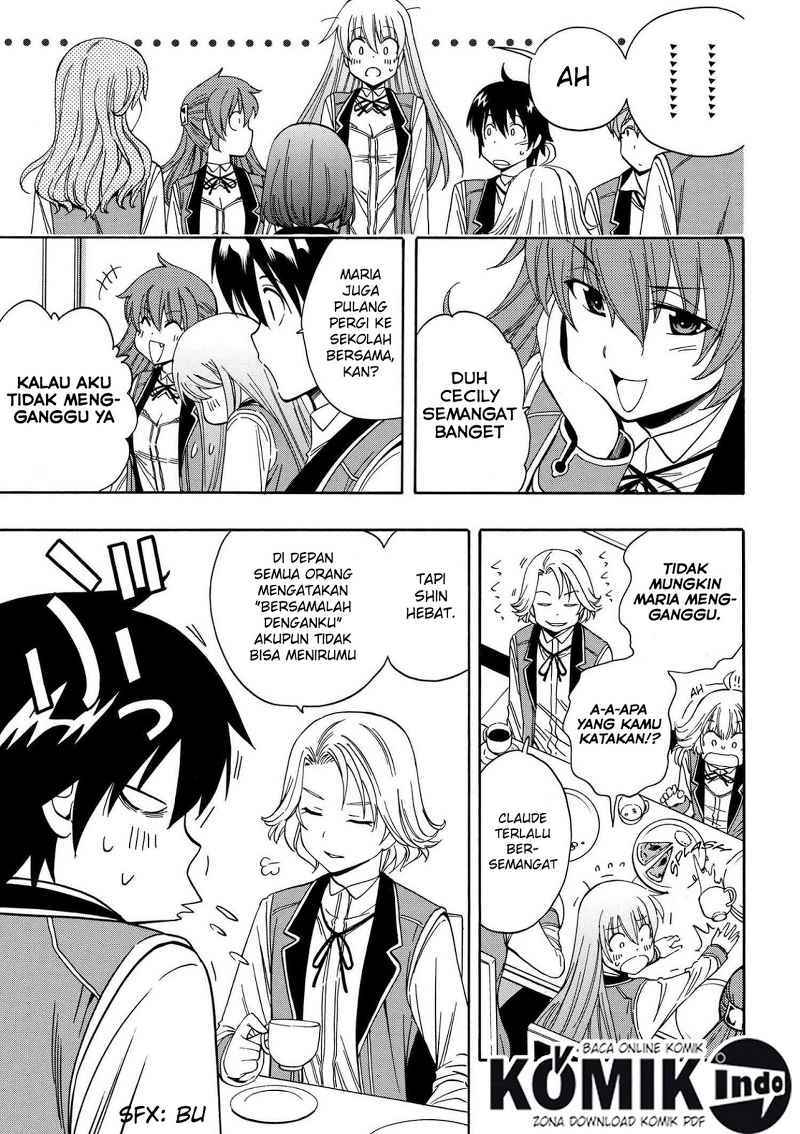 AH
DUH
CECILY
SEMANGAT
BANGET
MARIA
JUGA
PULANG
PERGI KE
SEKOLAH
BERSAMA,
KAN?
KALAU AKU
TIDAK MENG-
GANGGU YA
TIDAK
MUNGKIN
MARIA MENG-
GANGGU.
A-A-APA
YANG KAMU
KATAKAN!?
AH
CLAUDE
TERLALU
BER-
SEMANGAT
SPLASH
TAPI
SHIN
HEBAT.
DI DEPAN
SEMUA ORANG
MENGATAKAN
"BERSAMALAH
DENGANKU"
AKUPUN TIDAK
BISA MENIRUMU
ぶっ
SFX: BU
BACA ONLINE KOMIK
KOMIK Indo
ZONA DOWNLOAD KOMIK PDF